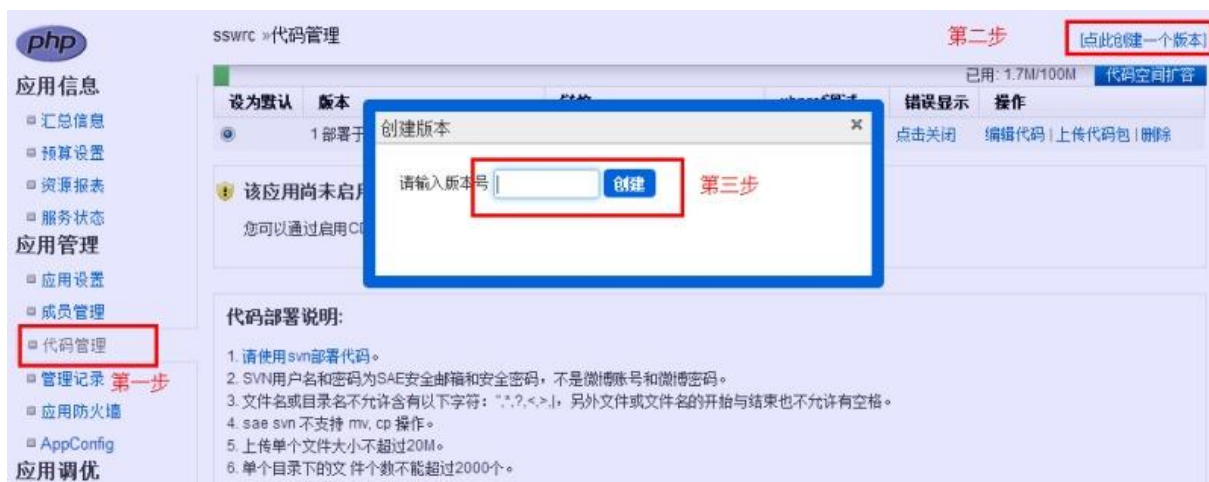 php
sswrc »代码管理
第二步
[点此创建一个版本]
已用: 1.7M/100M
代码空间扩容
应用信息
汇总信息
预算设置
资源报表
服务状态
应用管理
应用设置
成员管理
代码管理
管理记录
第一步
应用防火墙
AppConfig
应用调优
设为默认 版本
错误显示 操作
1 部署于
点击关闭 编辑代码 | 上传代码包 | 删除
创建版本
×
请输入版本号
创建
第三步
该应用尚未启
您可以通过启用CD
代码部署说明:
1. 请使用svn部署代码。
2. SVN用户名和密码为SAE安全邮箱和安全密码，不是微博账号和微博密码。
3. 文件名或目录名不允许含有以下字符：",*,?,<,>,|，另外文件或文件名的开始与结束也不允许有空格。
4. sae svn 不支持 mv, cp 操作。
5. 上传单个文件大小不超过20M。
6. 单个目录下的文 件个数不能超过2000个。